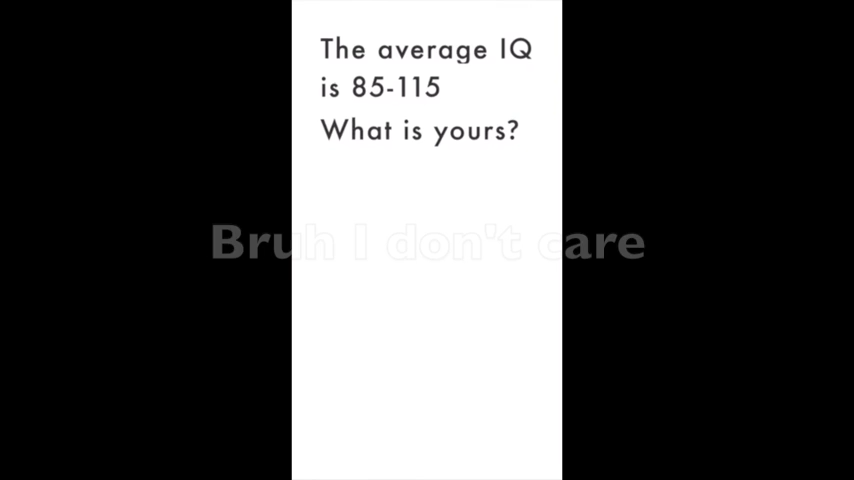 The average IQ
is 85-115
What is yours?
Bruh I don't care